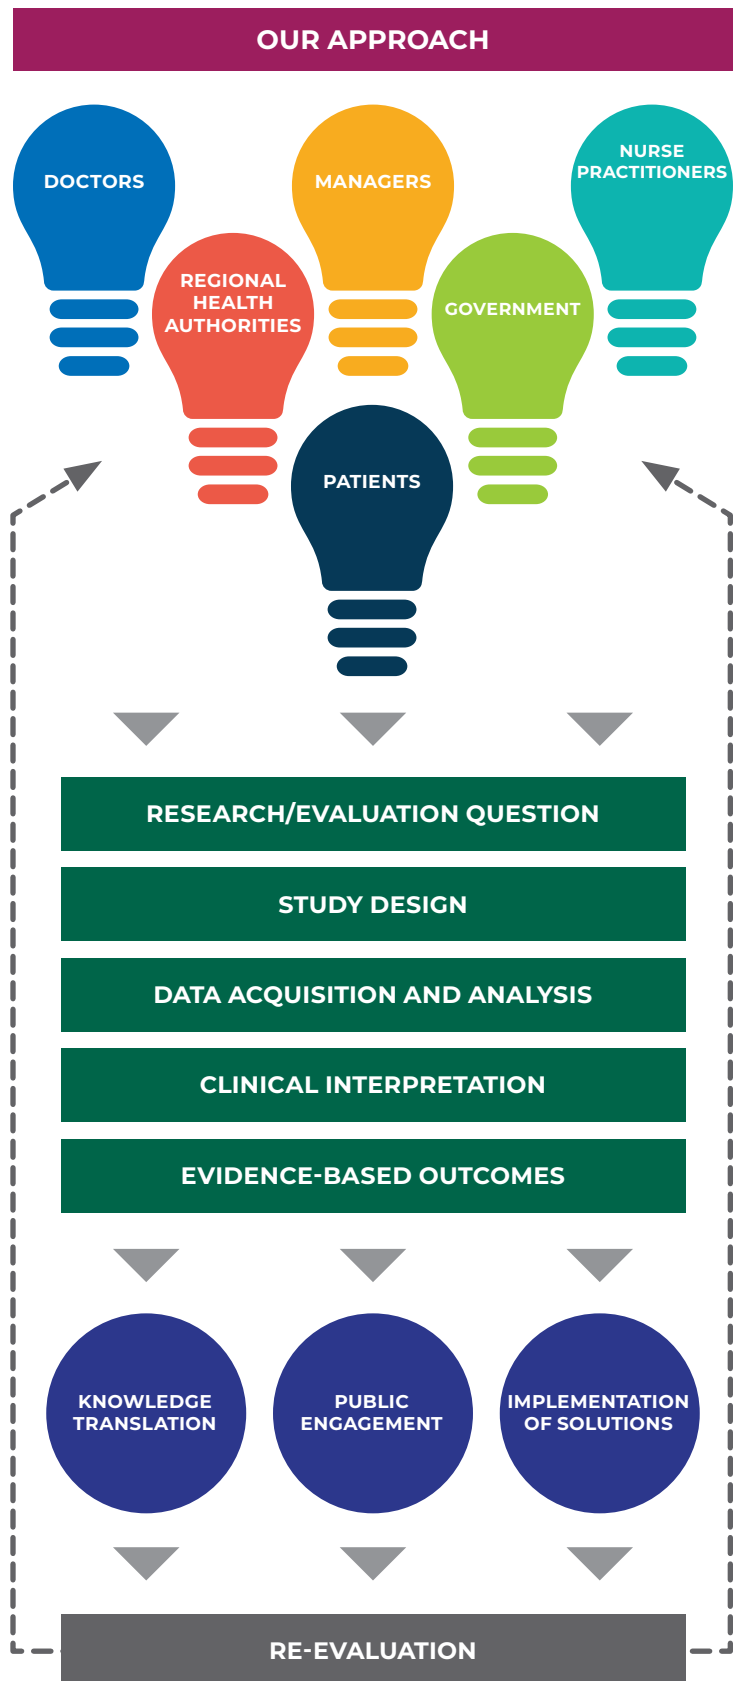 OUR APPROACH
DOCTORS
MANAGERS
NURSE
PRACTITIONERS
REGIONAL
HEALTH
AUTHORITIES
GOVERNMENT
PATIENTS
RESEARCH/EVALUATION QUESTION
STUDY DESIGN
DATA ACQUISITION AND ANALYSIS
CLINICAL INTERPRETATION
EVIDENCE-BASED OUTCOMES
KNOWLEDGE
TRANSLATION
PUBLIC
ENGAGEMENT
IMPLEMENTATION
OF SOLUTIONS
RE-EVALUATION